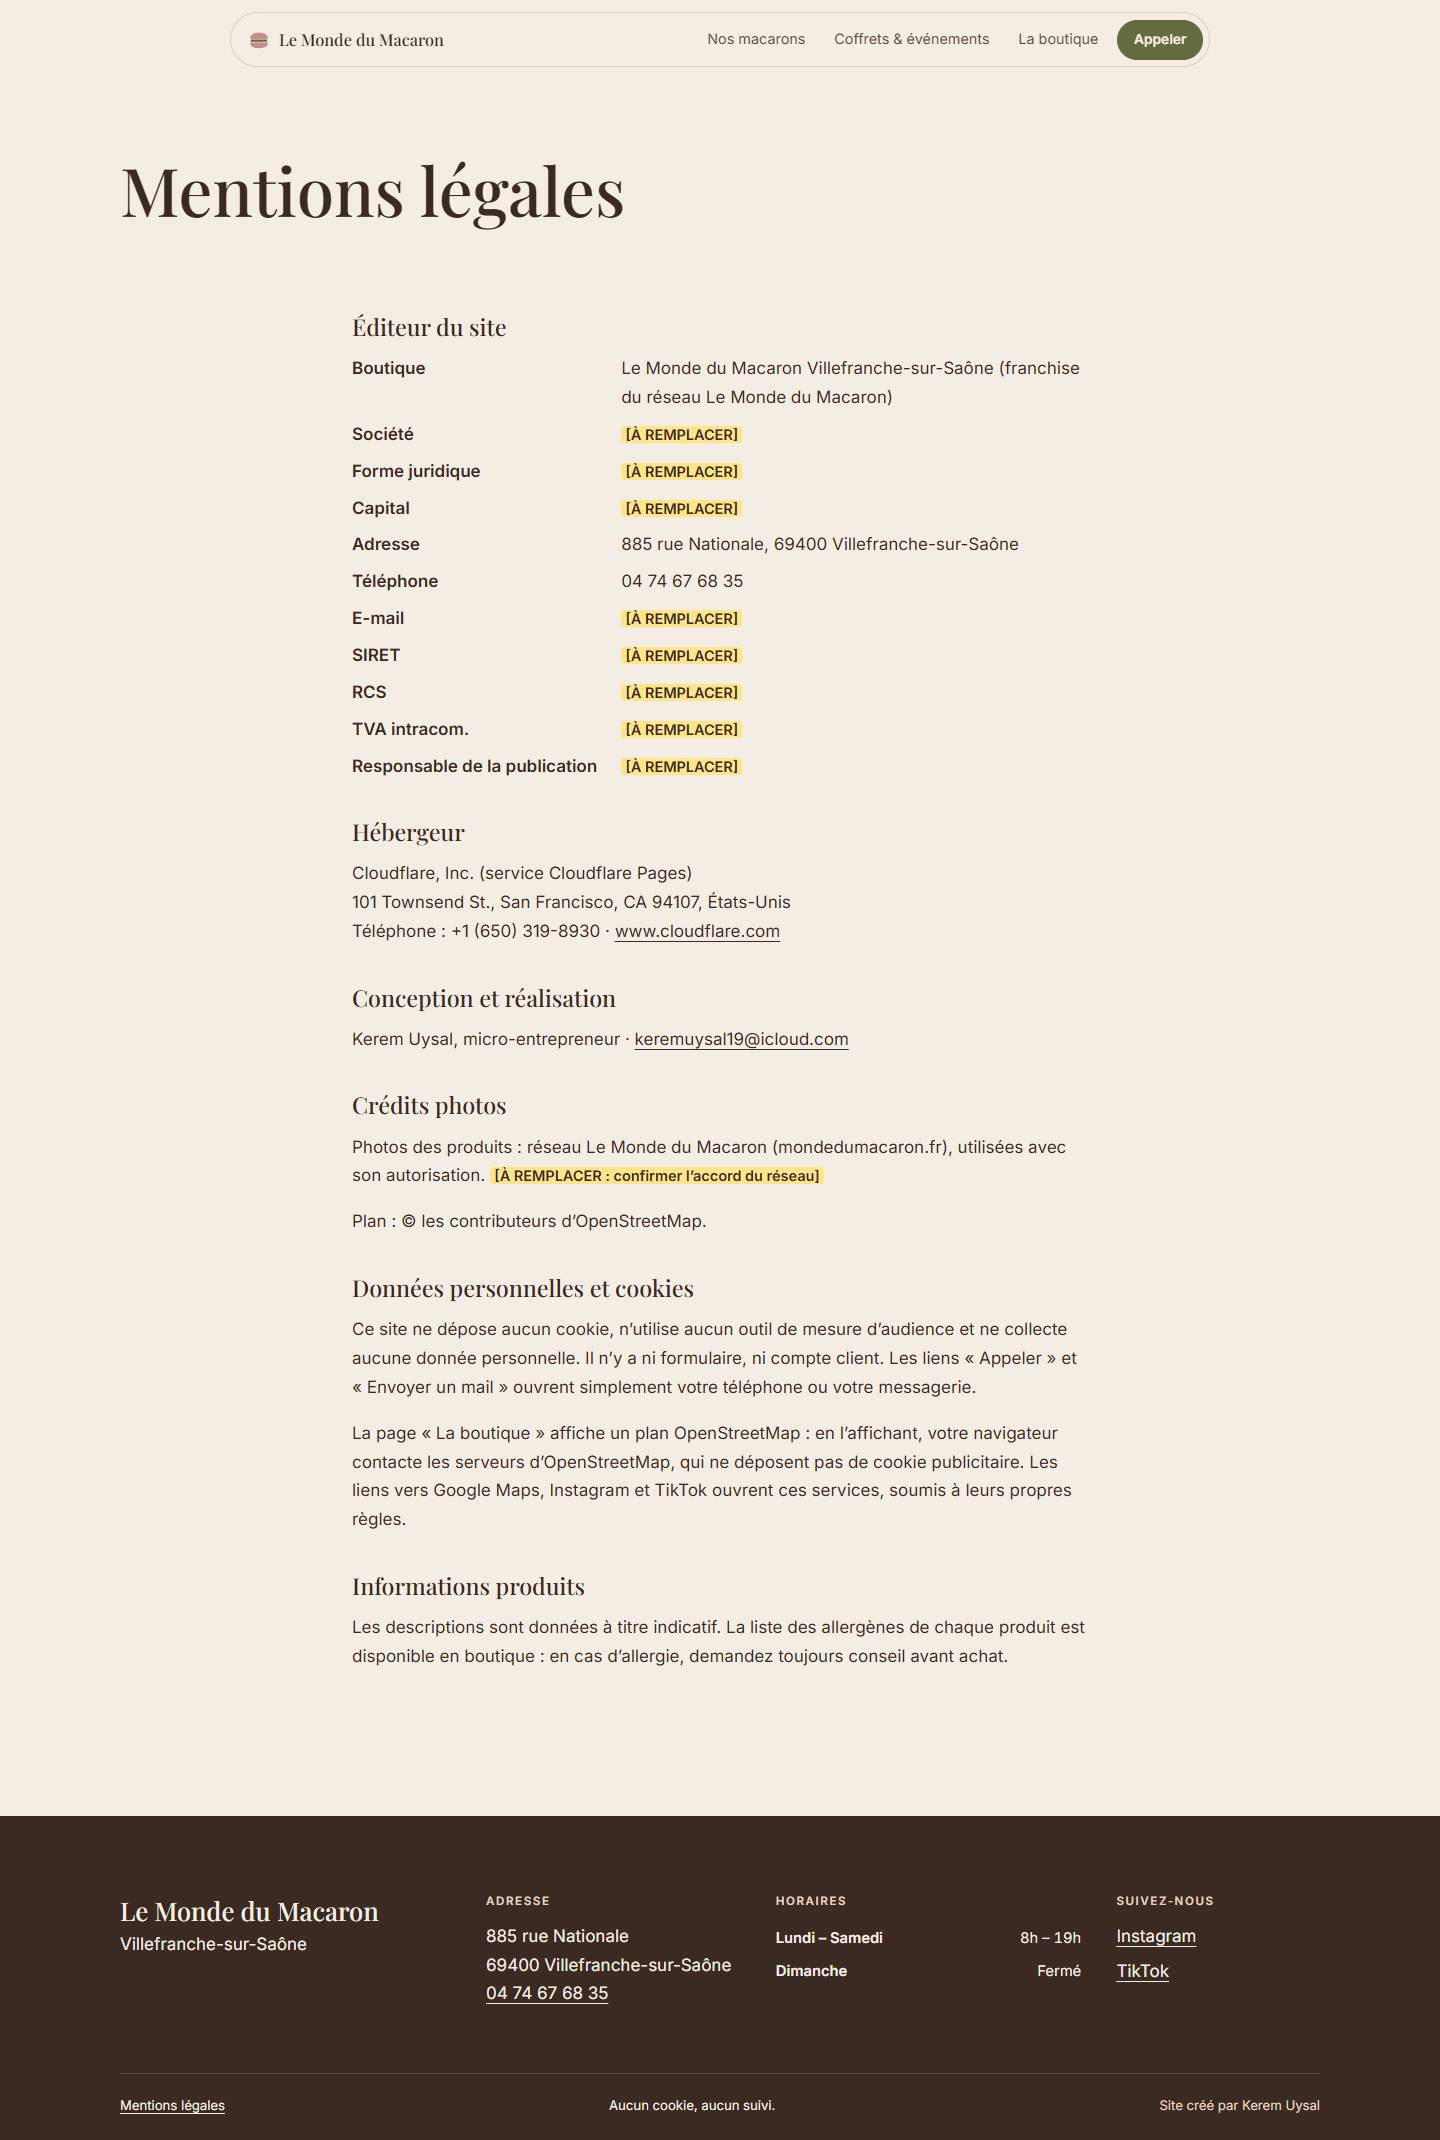 Le Monde du Macaron
Nos macarons
Coffrets & événements
La boutique
Appeler
Mentions légales
Éditeur du site
Boutique
Le Monde du Macaron Villefranche-sur-Saône (franchise
du réseau Le Monde du Macaron)
Société
[À REMPLACER]
Forme juridique
[À REMPLACER]
Capital
[À REMPLACER]
Adresse
885 rue Nationale, 69400 Villefranche-sur-Saône
Téléphone
04 74 67 68 35
E-mail
[À REMPLACER]
SIRET
[À REMPLACER]
RCS
[À REMPLACER]
TVA intracom.
[À REMPLACER]
Responsable de la publication
[À REMPLACER]
Hébergeur
Cloudflare, Inc. (service Cloudflare Pages)
101 Townsend St., San Francisco, CA 94107, États-Unis
Téléphone : +1 (650) 319-8930 · www.cloudflare.com
Conception et réalisation
Kerem Uysal, micro-entrepreneur · keremuysal19@icloud.com
Crédits photos
Photos des produits : réseau Le Monde du Macaron (mondedumacaron.fr), utilisées avec
son autorisation. [À REMPLACER : confirmer l’accord du réseau]
Plan : © les contributeurs d’OpenStreetMap.
Données personnelles et cookies
Ce site ne dépose aucun cookie, n’utilise aucun outil de mesure d’audience et ne collecte
aucune donnée personnelle. Il n’y a ni formulaire, ni compte client. Les liens « Appeler » et
« Envoyer un mail » ouvrent simplement votre téléphone ou votre messagerie.
La page « La boutique » affiche un plan OpenStreetMap : en l’affichant, votre navigateur
contacte les serveurs d’OpenStreetMap, qui ne déposent pas de cookie publicitaire. Les
liens vers Google Maps, Instagram et TikTok ouvrent ces services, soumis à leurs propres
règles.
Informations produits
Les descriptions sont données à titre indicatif. La liste des allergènes de chaque produit est
disponible en boutique : en cas d’allergie, demandez toujours conseil avant achat.
Le Monde du Macaron
Villefranche-sur-Saône
ADRESSE
885 rue Nationale
69400 Villefranche-sur-Saône
04 74 67 68 35
HORAIRES
Lundi – Samedi
8h – 19h
Dimanche
Fermé
SUIVEZ-NOUS
Instagram
TikTok
Mentions légales
Aucun cookie, aucun suivi.
Site créé par Kerem Uysal